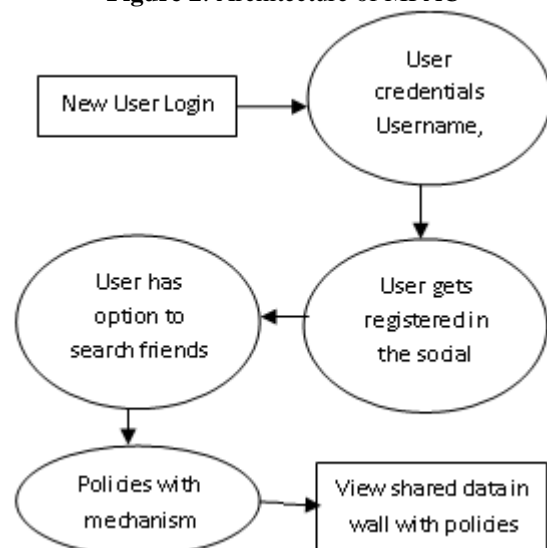 New User Login
User
credentials
Username,
User has
option to
search friends
User gets
registered in
the social
Policies with
mechanism
View shared data in
wall with policies